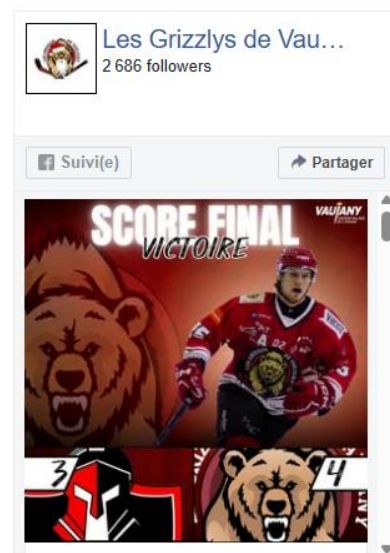 Les Grizzlys de Vau...
2 686 followers
Suivi(e)
Partager
SCORE FINAL
VAUJANY
VICTOIRE
3
4